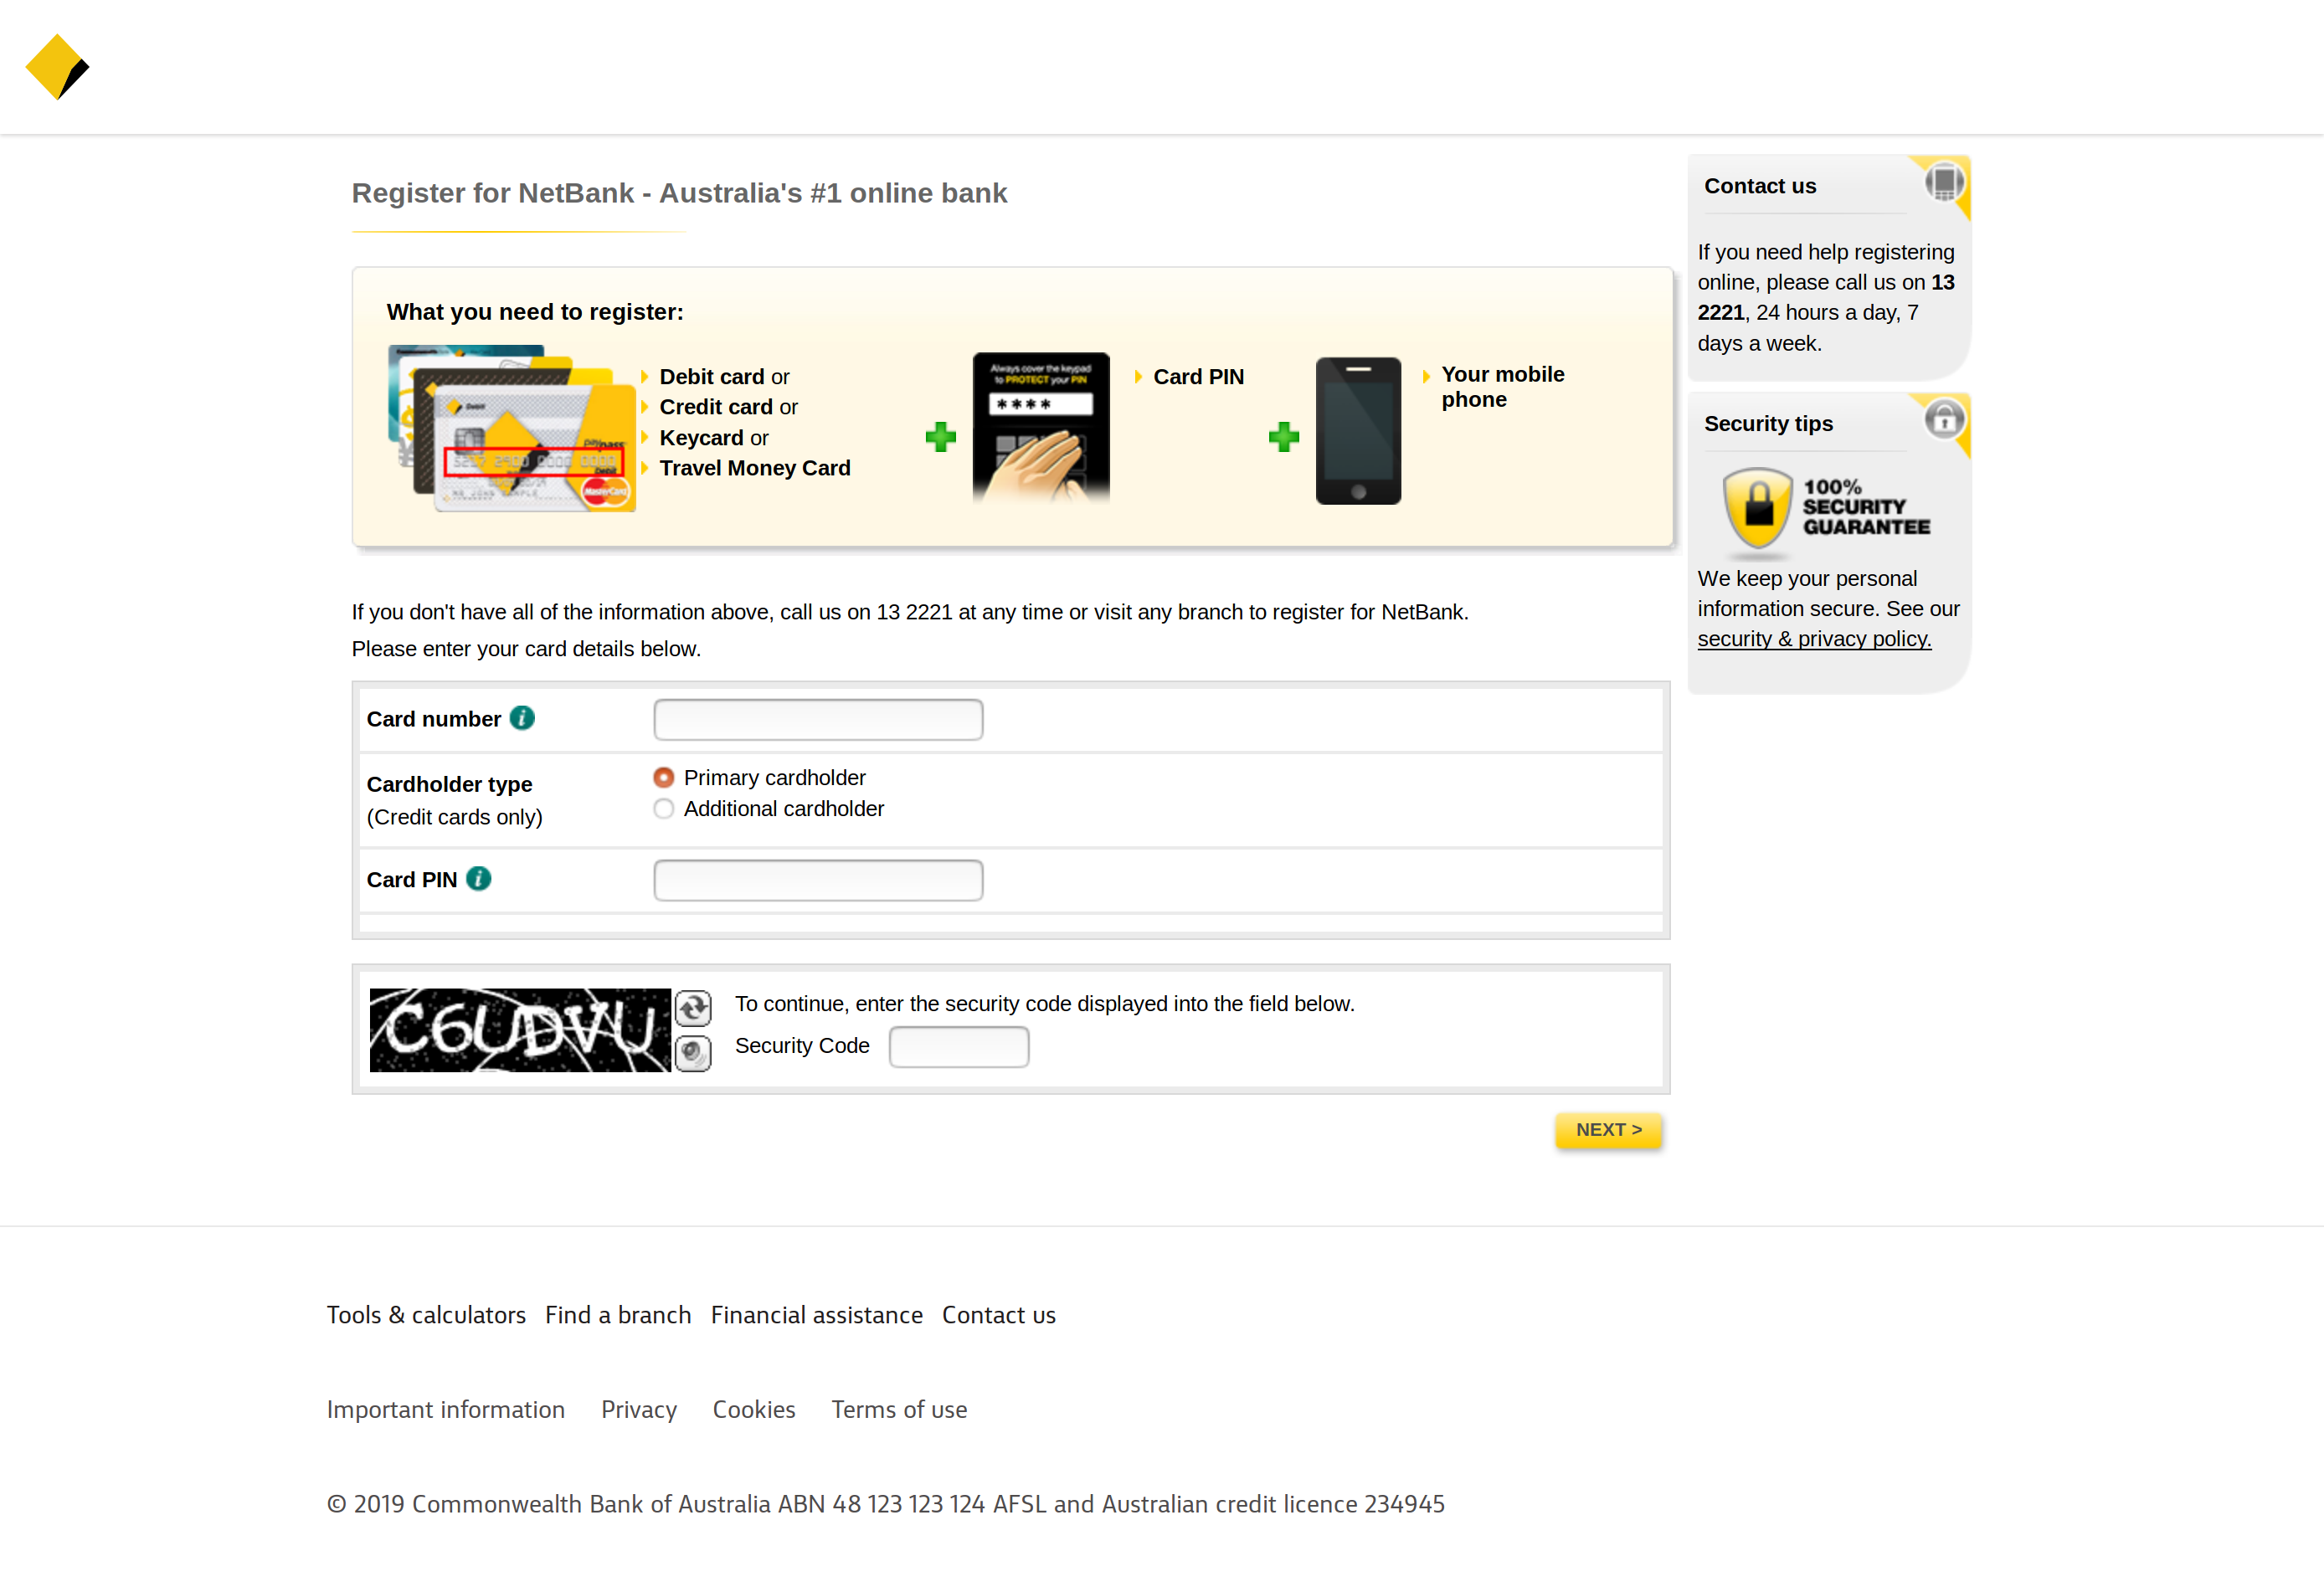 Register for NetBank - Australia's #1 online bank
What you need to register:
Debit card or
Credit card or
Keycard or
Travel Money Card
Debit
paypass
Debit
MasterCard
Always cover the keypad
to PROTECT your PIN
****
Card PIN
Your mobile
phone
If you don't have all of the information above, call us on 13 2221 at any time or visit any branch to register for NetBank.
Please enter your card details below.
Card number i
Cardholder type
(Credit cards only)
Primary cardholder
Additional cardholder
Card PIN i
C6UDVU
To continue, enter the security code displayed into the field below.
Security Code
NEXT >
Contact us
If you need help registering
online, please call us on 13
2221, 24 hours a day, 7
days a week.
Security tips
100%
SECURITY
GUARANTEE
We keep your personal
information secure. See our
security & privacy policy.
Tools & calculators Find a branch Financial assistance Contact us
Important information Privacy Cookies Terms of use
© 2019 Commonwealth Bank of Australia ABN 48 123 123 124 AFSL and Australian credit licence 234945